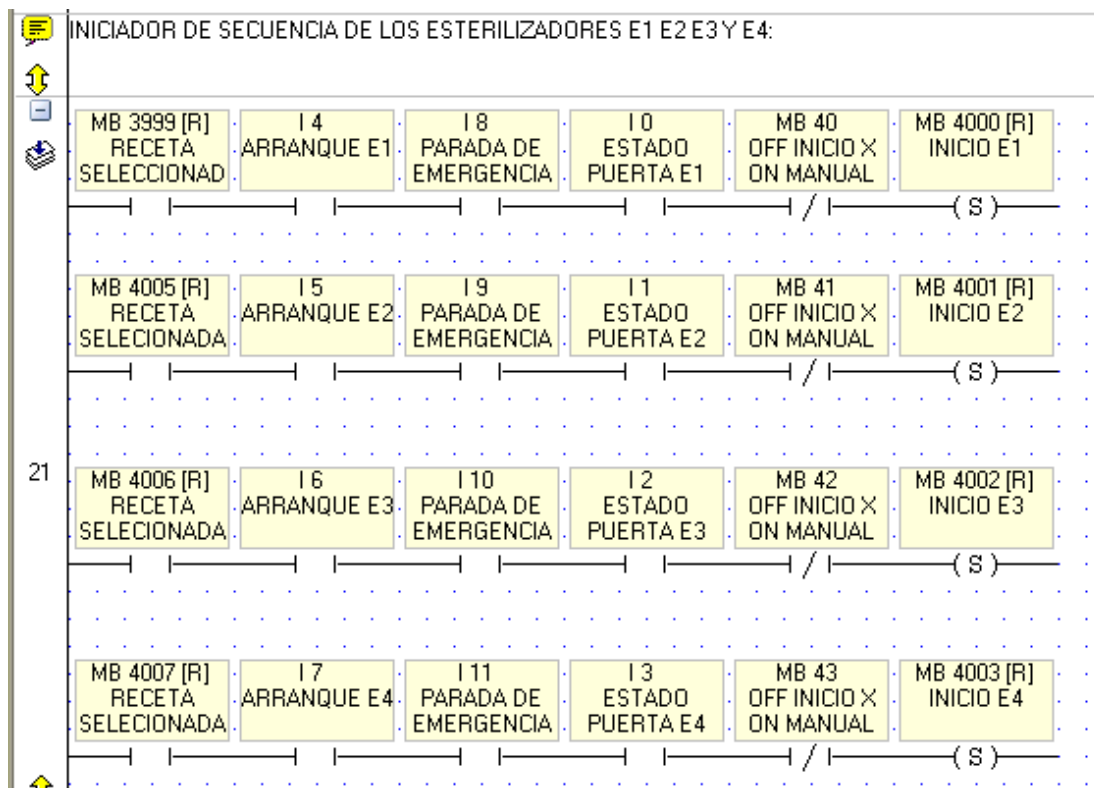 INICIADOR DE SECUENCIA DE LOS ESTERILIZADORES E1 E2 E3 Y E4:
MB 3999 [R] I 4 I 8 I 0 MB 40 MB 4000 [R]
RECETA ARRANQUE E1 PARADA DE ESTADO OFF INICIO X INICIO E1
SELECCIONAD EMERGENCIA PUERTA E1 ON MANUAL
( S )
MB 4005 [R] I 5 I 9 I 1 MB 41 MB 4001 [R]
RECETA ARRANQUE E2 PARADA DE ESTADO OFF INICIO X INICIO E2
SELECIONADA EMERGENCIA PUERTA E2 ON MANUAL
( S )
21
MB 4006 [R] I 6 I 10 I 2 MB 42 MB 4002 [R]
RECETA ARRANQUE E3 PARADA DE ESTADO OFF INICIO X INICIO E3
SELECIONADA EMERGENCIA PUERTA E3 ON MANUAL
( S )
MB 4007 [R] I 7 I 11 I 3 MB 43 MB 4003 [R]
RECETA ARRANQUE E4 PARADA DE ESTADO OFF INICIO X INICIO E4
SELECIONADA EMERGENCIA PUERTA E4 ON MANUAL
( S )